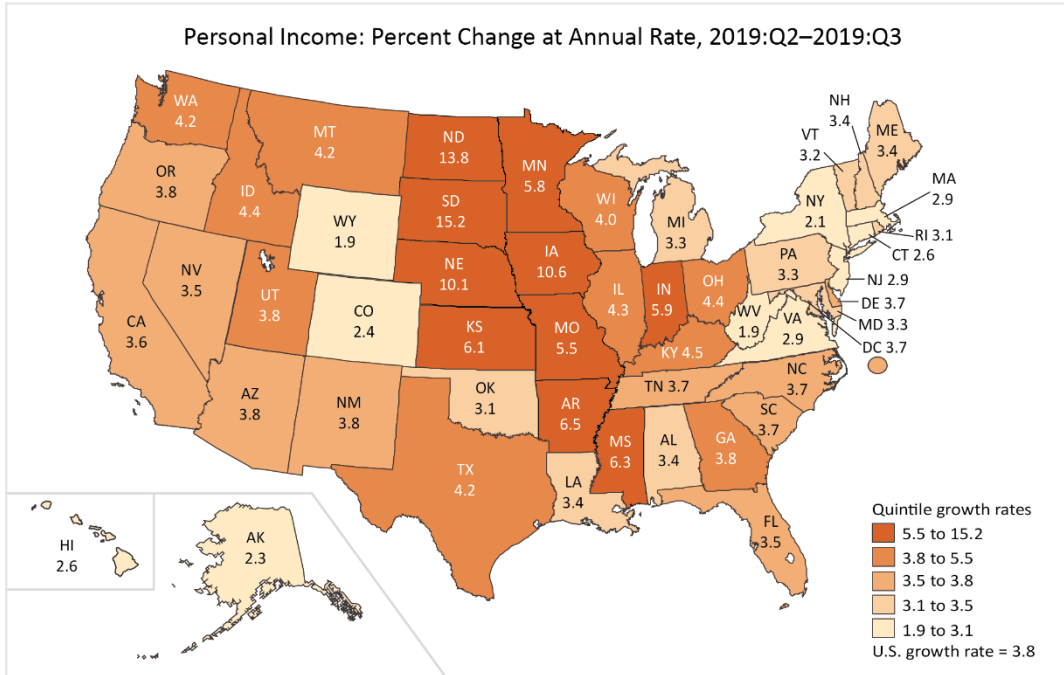 Personal Income: Percent Change at Annual Rate, 2019:Q2–2019:Q3
WA
4.2
MT
4.2
ND
13.8
MN
5.8
NH
3.4
VT
3.2
ME
3.4
OR
3.8
ID
4.4
SD
15.2
WI
4.0
MI
3.3
NY
2.1
MA
2.9
RI 3.1
CT 2.6
WY
1.9
NE
10.1
IA
10.6
PA
3.3
NJ 2.9
NV
3.5
UT
3.8
CO
2.4
IL
4.3
IN
5.9
OH
4.4
WV
1.9
VA
2.9
DE 3.7
MD 3.3
DC 3.7
CA
3.6
KS
6.1
MO
5.5
KY 4.5
AZ
3.8
NM
3.8
OK
3.1
AR
6.5
TN 3.7
NC
3.7
SC
3.7
TX
4.2
LA
3.4
MS
6.3
AL
3.4
GA
3.8
FL
3.5
HI
2.6
AK
2.3
Quintile growth rates
5.5 to 15.2
3.8 to 5.5
3.5 to 3.8
3.1 to 3.5
1.9 to 3.1
U.S. growth rate = 3.8